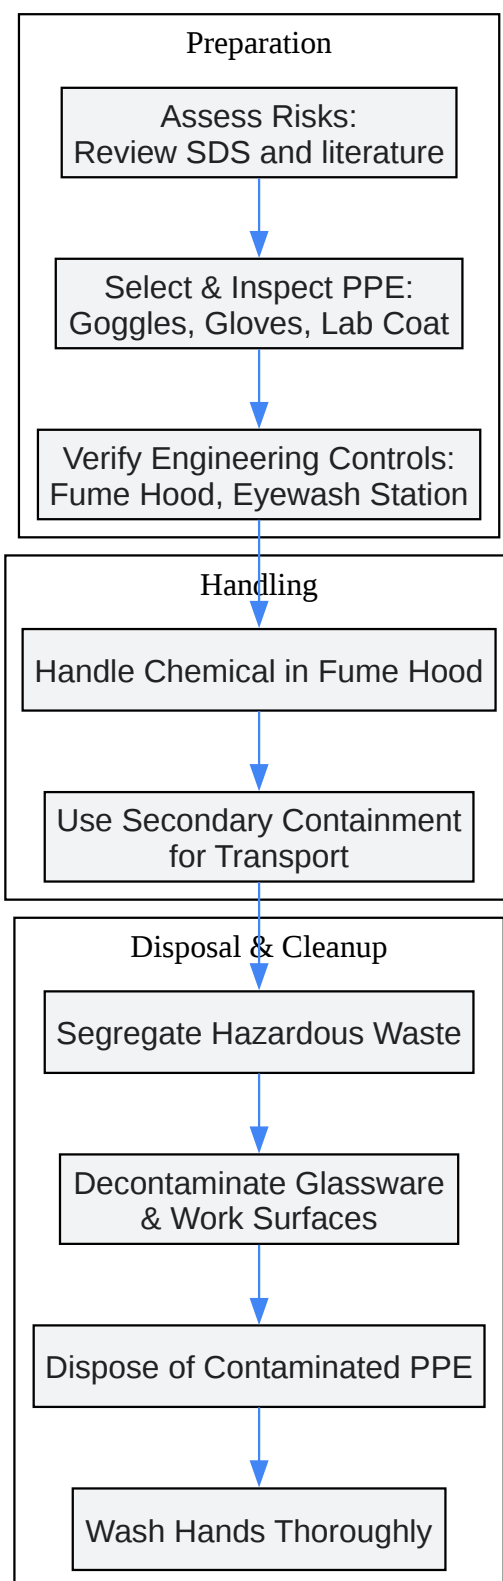 Preparation
Assess Risks:
Review SDS and literature
Select & Inspect PPE:
Goggles, Gloves, Lab Coat
Verify Engineering Controls:
Fume Hood, Eyewash Station
Handling
Handle Chemical in Fume Hood
Use Secondary Containment
for Transport
Disposal & Cleanup
Segregate Hazardous Waste
Decontaminate Glassware
& Work Surfaces
Dispose of Contaminated PPE
Wash Hands Thoroughly